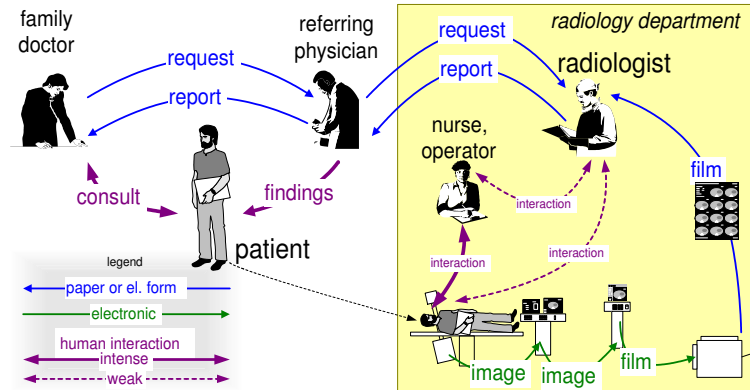 family
doctor
referring
physician
radiology department
request
report
request
report
radiologist
nurse,
operator
film
consult
findings
interaction
interaction
interaction
patient
legend
paper or el. form
electronic
human interaction
intense
weak
image
image
film